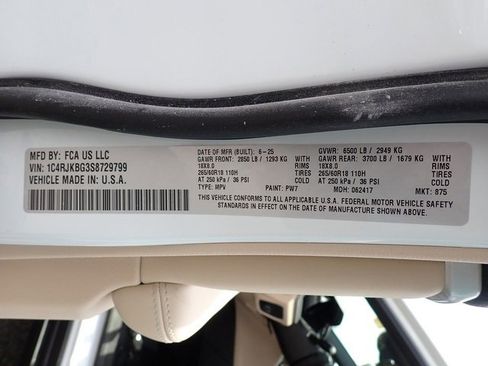 MFD BY: FCA US LLC
VIN: 1C4RJKBG3S8729799
VEHICLE MADE IN: U.S.A.
DATE OF MFR (BUILT): 6-25
GAWR FRONT: 2850 LB / 1293 KG
18X8.0 RIMS
265/60R18 110H TIRES
AT 250 kPa / 36 PSI COLD
TYPE: MPV PAINT: PW7
GVWR: 6500 LB / 2949 KG
GAWR REAR: 3700 LB / 1679 KG
18X8.0 RIMS
265/60R18 110H TIRES
AT 250 kPa / 36 PSI COLD
MDH: 062417 MKT: 875
THIS VEHICLE CONFORMS TO ALL APPLICABLE U.S.A. FEDERAL MOTOR VEHICLE SAFETY
STANDARDS IN EFFECT ON THE DATE OF MANUFACTURE SHOWN ABOVE.